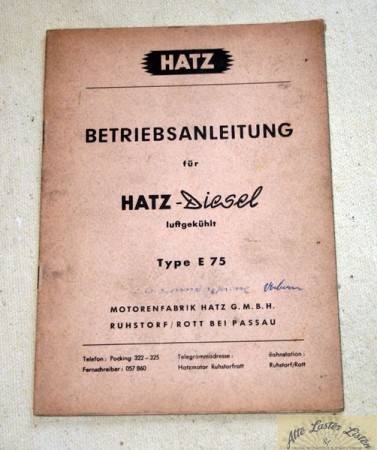 HATZ
BETRIEBSANLEITUNG
für
HATZ-Diesel
luftgekühlt
Type E 75
MOTORENFABRIK HATZ G.M.B.H.
RUHSTORF/ROTT BEI PASSAU
Telefon: Pocking 322-325 Telegrammadresse: Bahnstation:
Fernschreiber: 057 860 Hatzmotor Ruhstorfrott Ruhstorf/Rott
Alte Laster Listen